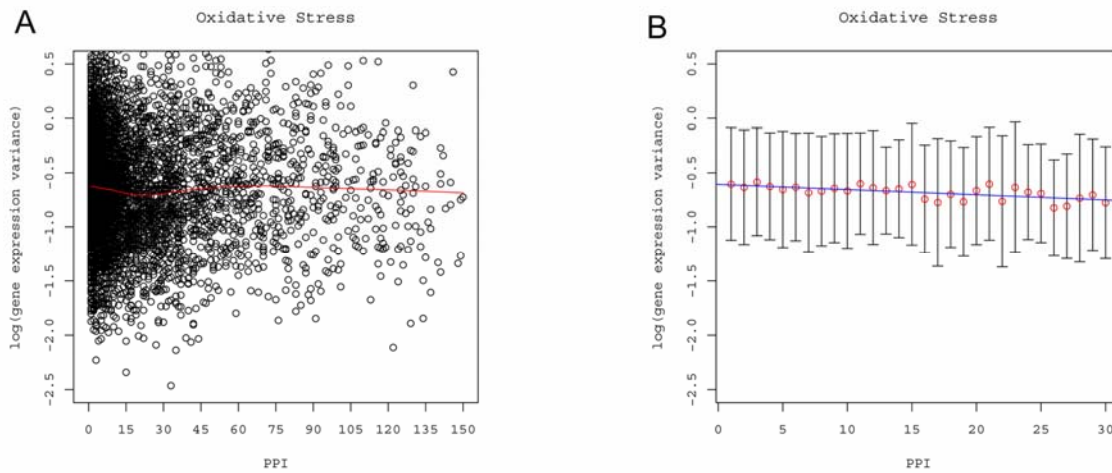 A
Oxidative Stress
log(gene expression variance)
0.5
0.0
-0.5
-1.0
-1.5
-2.0
-2.5
0 15 30 45 60 75 90 105 120 135 150
PPI
B
Oxidative Stress
log(gene expression variance)
0.5
0.0
-0.5
-1.0
-1.5
-2.0
-2.5
0 5 10 15 20 25 30
PPI